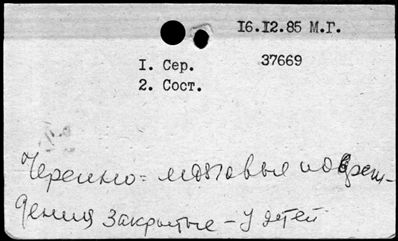 16.12.85 М.Г.
1. Сер. 37669
2. Сост.
Черепно = мозговые повреж-
дения закрытые - у детей